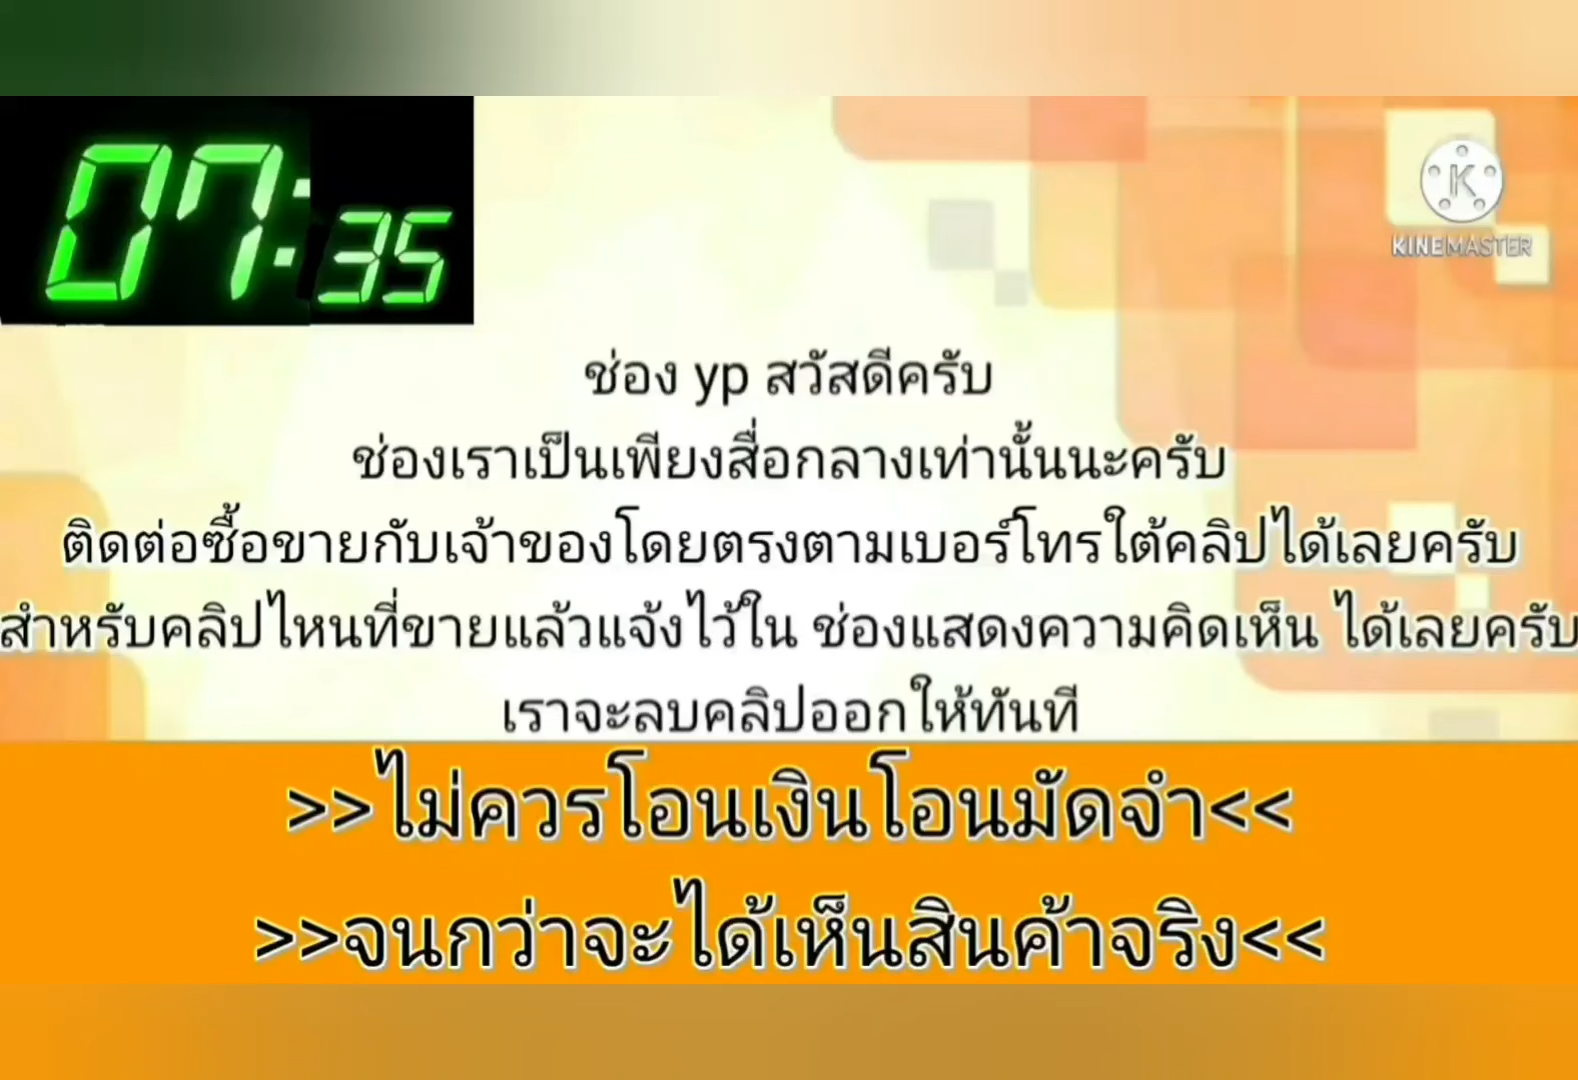 07:35
KINEMASTER
ช่อง yp สวัสดีครับ
ช่องเราเป็นเพียงสื่อกลางเท่านั้นนะครับ
ติดต่อซื้อขายกับเจ้าของโดยตรงตามเบอร์โทรใต้คลิปได้เลยครับ
สำหรับคลิปไหนที่ขายแล้วแจ้งไว้ใน ช่องแสดงความคิดเห็น ได้เลยครับ
เราจะลบคลิปออกให้ทันที
>>ไม่ควรโอนเงินโอนมัดจำ<<
>>จนกว่าจะได้เห็นสินค้าจริง<<